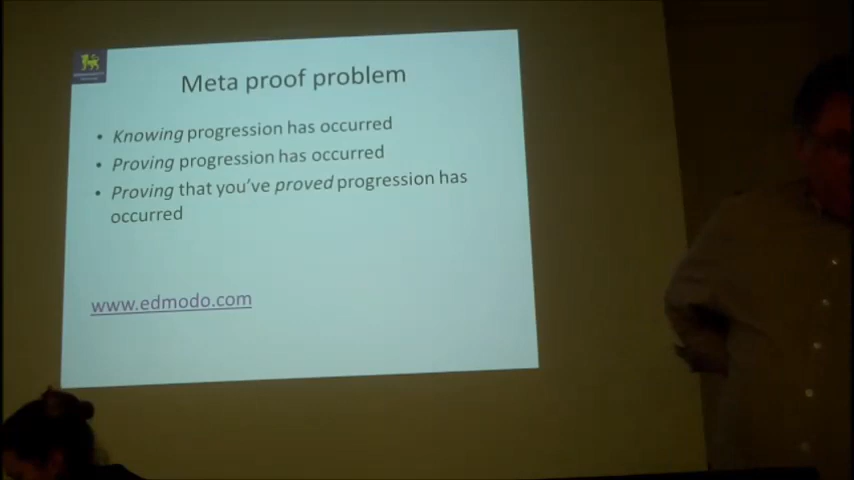 Meta proof problem
• Knowing progression has occurred
• Proving progression has occurred
• Proving that you've proved progression has
occurred
www.edmodo.com